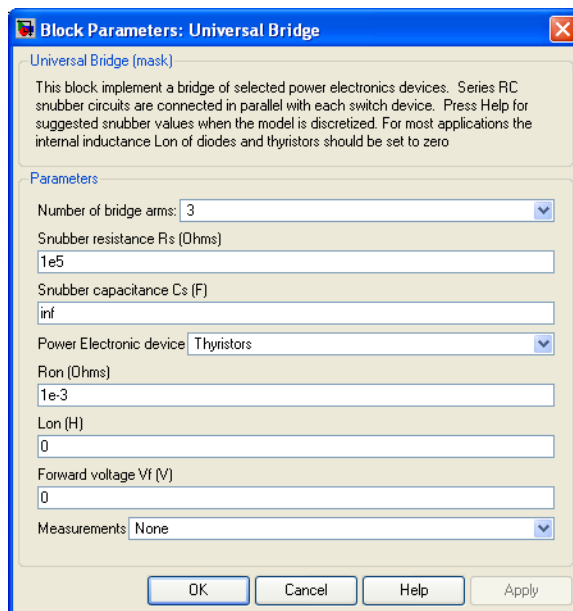 Block Parameters: Universal Bridge
Universal Bridge (mask)
This block implement a bridge of selected power electronics devices. Series RC
snubber circuits are connected in parallel with each switch device. Press Help for
suggested snubber values when the model is discretized. For most applications the
internal inductance Lon of diodes and thyristors should be set to zero
Parameters
Number of bridge arms: 3
Snubber resistance Rs (Ohms)
1e5
Snubber capacitance Cs (F)
inf
Power Electronic device Thyristors
Ron (Ohms)
1e-3
Lon (H)
0
Forward voltage Vf (V)
0
Measurements None
OK Cancel Help Apply